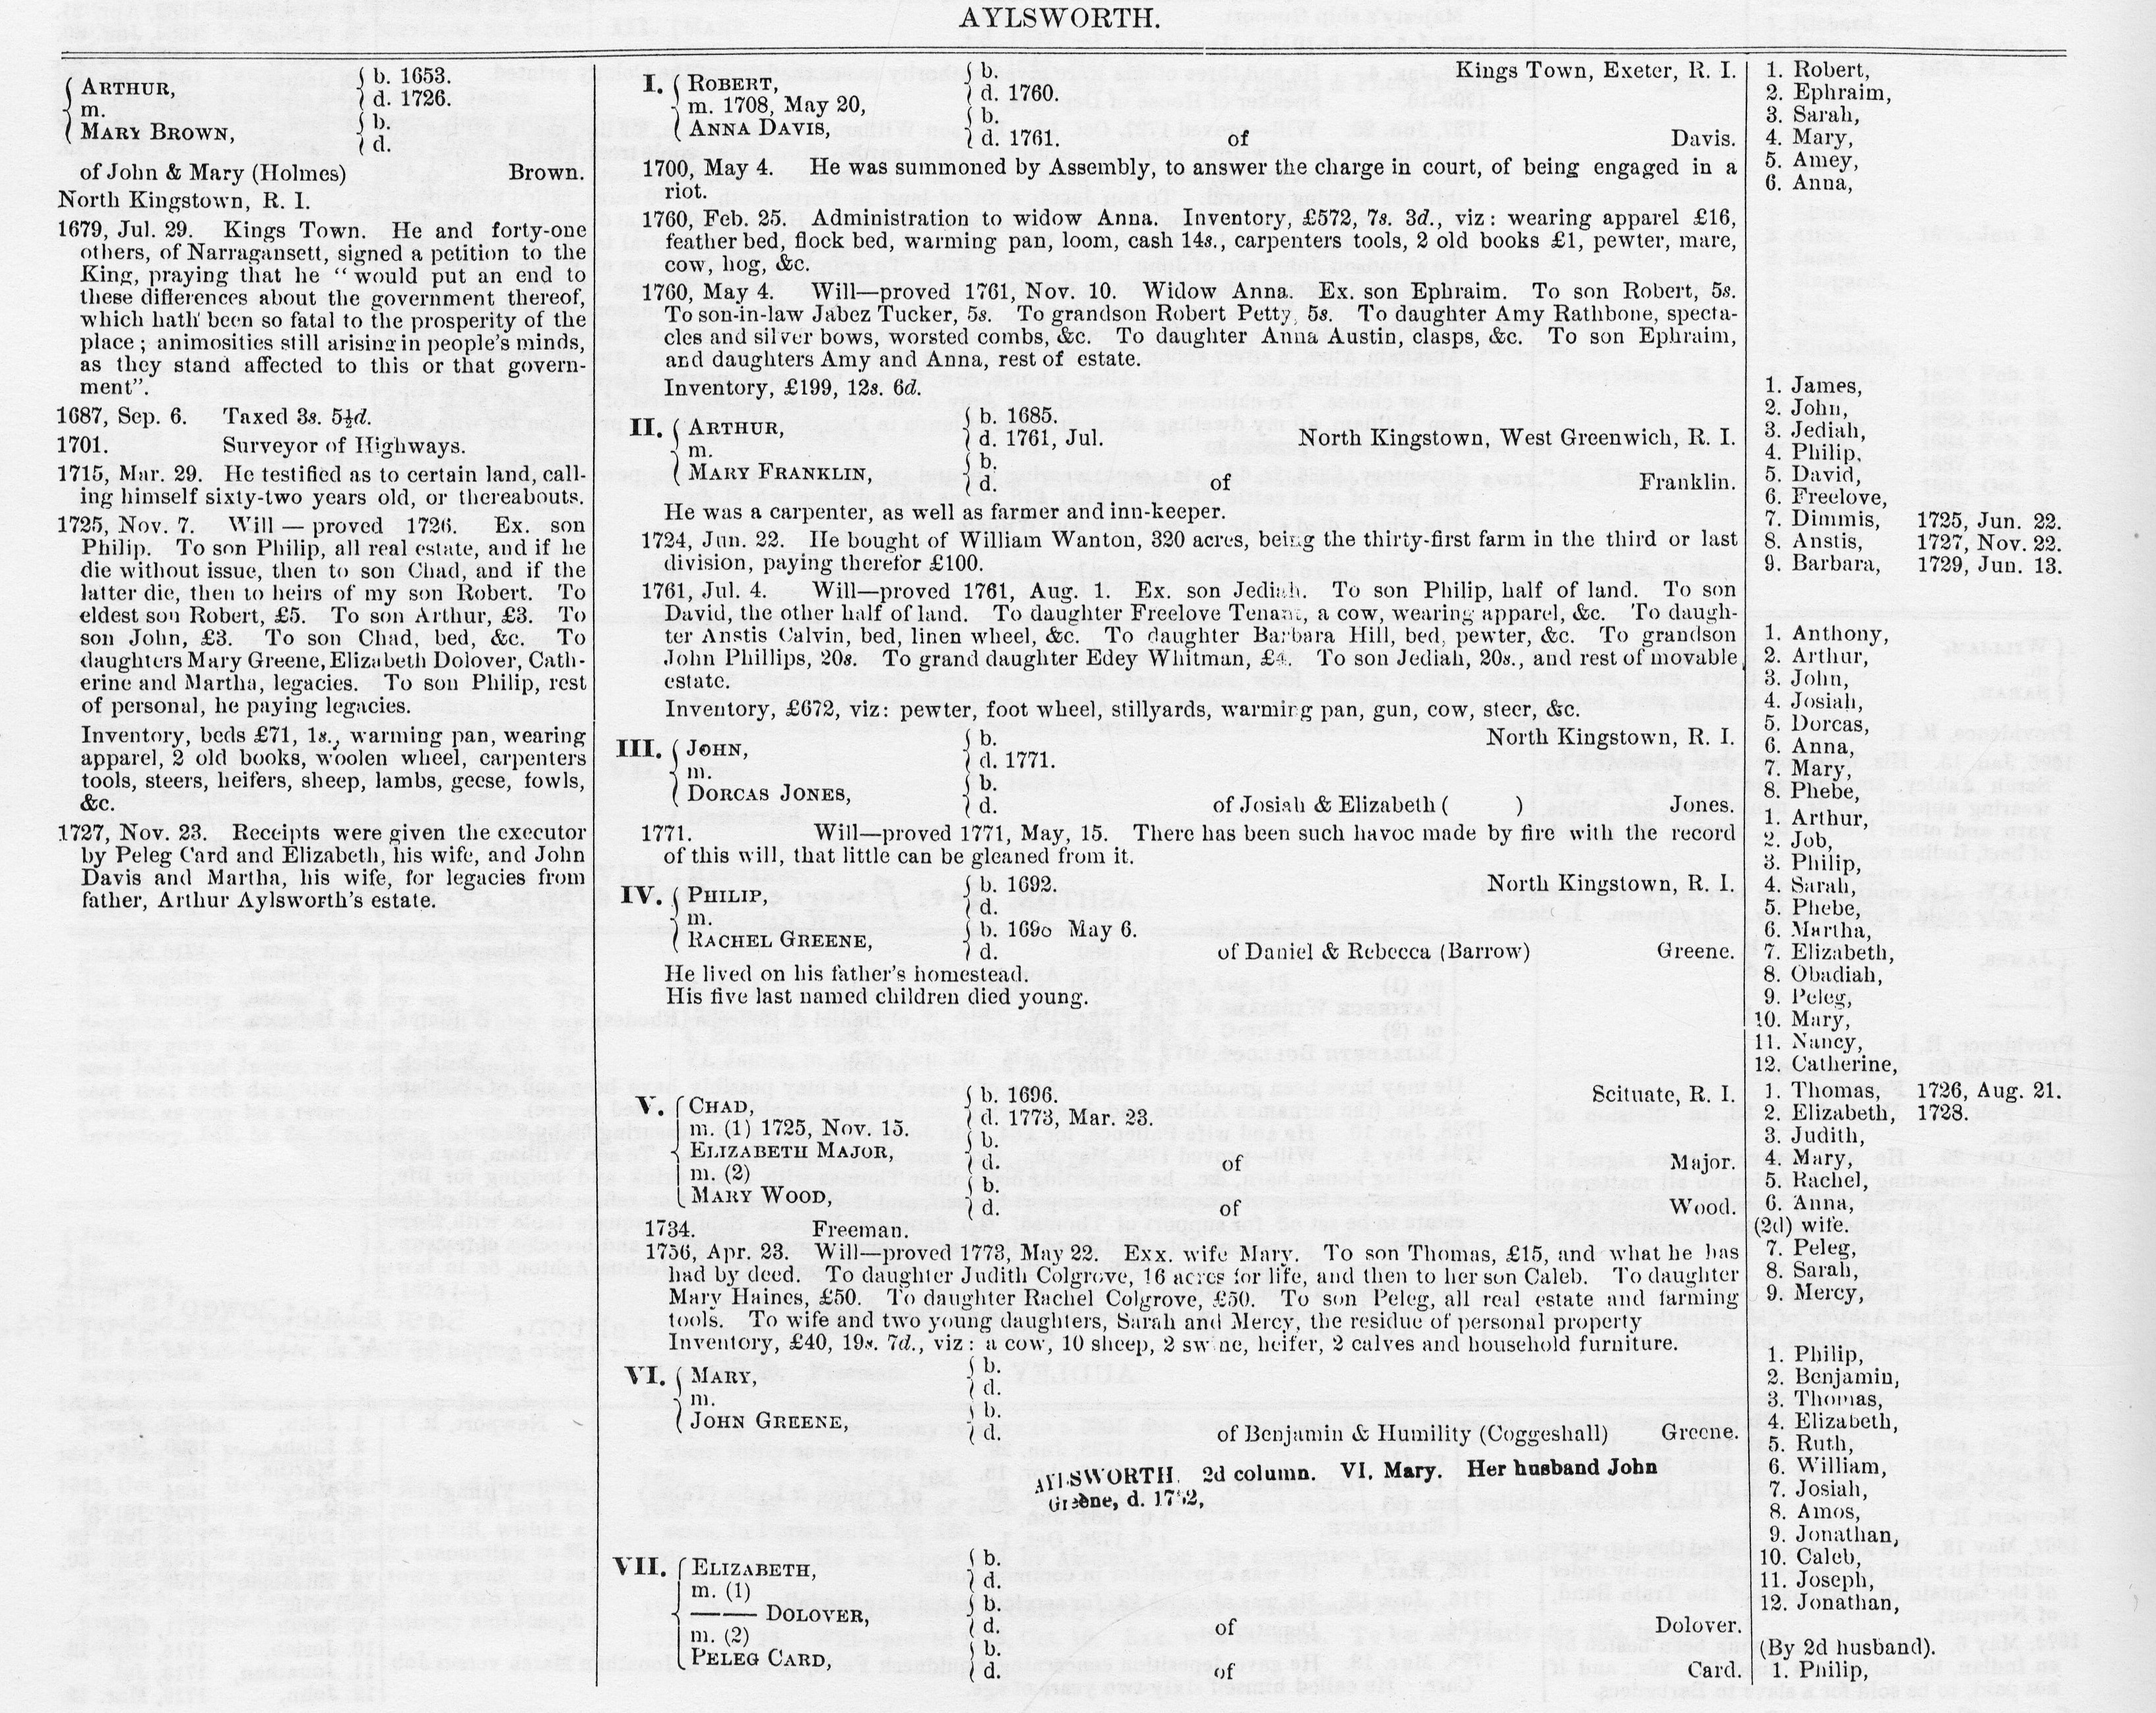 AYLSWORTH.
ARTHUR, b. 1653.
d. 1726.
m.
MARY BROWN, b.
d.
of John & Mary (Holmes) Brown.
North Kingstown, R. I.
1679, Jul. 29. Kings Town. He and forty-one
others, of Narragansett, signed a petition to the
King, praying that he “would put an end to
these differences about the government thereof,
which hath been so fatal to the prosperity of the
place; animosities still arising in people's minds,
as they stand affected to this or that govern-
ment”.
1687, Sep. 6. Taxed 3s. 5½d.
1701. Surveyor of Highways.
1715, Mar. 29. He testified as to certain land, call-
ing himself sixty-two years old, or thereabouts.
1725, Nov. 7. Will — proved 1726. Ex. son
Philip. To son Philip, all real estate, and if he
die without issue, then to son Chad, and if the
latter die, then to heirs of my son Robert. To
eldest son Robert, £5. To son Arthur, £3. To
son John, £3. To son Chad, bed, &c. To
daughters Mary Greene, Elizabeth Dolover, Cath-
erine and Martha, legacies. To son Philip, rest
of personal, he paying legacies.
Inventory, beds £71, 1s., warming pan, wearing
apparel, 2 old books, woolen wheel, carpenters
tools, steers, heifers, sheep, lambs, geese, fowls,
&c.
1727, Nov. 23. Receipts were given the executor
by Peleg Card and Elizabeth, his wife, and John
Davis and Martha, his wife, for legacies from
father, Arthur Aylsworth's estate.
I. ROBERT, b. Kings Town, Exeter, R. I.
d. 1760.
m. 1708, May 20,
ANNA DAVIS, b.
d. 1761. of Davis.
1700, May 4. He was summoned by Assembly, to answer the charge in court, of being engaged in a
riot.
1760, Feb. 25. Administration to widow Anna. Inventory, £572, 7s. 3d., viz: wearing apparel £16,
feather bed, flock bed, warming pan, loom, cash 14s., carpenters tools, 2 old books £1, pewter, mare,
cow, hog, &c.
1760, May 4. Will—proved 1761, Nov. 10. Widow Anna. Ex. son Ephraim. To son Robert, 5s.
To son-in-law Jabez Tucker, 5s. To grandson Robert Petty, 5s. To daughter Amy Rathbone, specta-
cles and silver bows, worsted combs, &c. To daughter Anna Austin, clasps, &c. To son Ephraim,
and daughters Amy and Anna, rest of estate.
Inventory, £199, 12s. 6d.
II. ARTHUR, b. 1685.
d. 1761, Jul. North Kingstown, West Greenwich, R. I.
m.
MARY FRANKLIN, b.
d. of Franklin.
He was a carpenter, as well as farmer and inn-keeper.
1724, Jun. 22. He bought of William Wanton, 320 acres, being the thirty-first farm in the third or last
division, paying therefor £100.
1761, Jul. 4. Will—proved 1761, Aug. 1. Ex. son Jediah. To son Philip, half of land. To son
David, the other half of land. To daughter Freelove Tenant, a cow, wearing apparel, &c. To daugh-
ter Anstis Calvin, bed, linen wheel, &c. To daughter Barbara Hill, bed, pewter, &c. To grandson
John Phillips, 20s. To grand daughter Edey Whitman, £4. To son Jediah, 20s., and rest of movable
estate.
Inventory, £672, viz: pewter, foot wheel, stillyards, warming pan, gun, cow, steer, &c.
III. JOHN, b. North Kingstown, R. I.
d. 1771.
m.
DORCAS JONES, b.
d. of Josiah & Elizabeth ( ) Jones.
1771. Will—proved 1771, May, 15. There has been such havoc made by fire with the record
of this will, that little can be gleaned from it.
IV. PHILIP, b. 1692. North Kingstown, R. I.
d.
m.
RACHEL GREENE, b. 1690 May 6.
d. of Daniel & Rebecca (Barrow) Greene.
He lived on his father's homestead.
His five last named children died young.
V. CHAD, b. 1696. Scituate, R. I.
d. 1773, Mar. 23.
m. (1) 1725, Nov. 15.
ELIZABETH MAJOR, b.
d. of Major.
m. (2)
MARY WOOD, b.
d. of Wood.
1734. Freeman.
1756, Apr. 23. Will—proved 1773, May 22. Exx. wife Mary. To son Thomas, £15, and what he has
had by deed. To daughter Judith Colgrove, 16 acres for life, and then to her son Caleb. To daughter
Mary Haines, £50. To daughter Rachel Colgrove, £50. To son Peleg, all real estate and farming
tools. To wife and two young daughters, Sarah and Mercy, the residue of personal property
Inventory, £40, 19s. 7d., viz: a cow, 10 sheep, 2 swine, heifer, 2 calves and household furniture.
VI. MARY, b.
d.
m.
JOHN GREENE, b.
d. of Benjamin & Humility (Coggeshall) Greene.
AYLSWORTH. 2d column. VI. Mary. Her husband John
Greene, d.
VII. ELIZABETH, b.
d.
m. (1)
—— DOLOVER, b.
d. of Dolover.
m. (2)
PELEG CARD, b.
d. of Card.
1. Robert,
2. Ephraim,
3. Sarah,
4. Mary,
5. Amey,
6. Anna,
1. James,
2. John,
3. Jediah,
4. Philip,
5. David,
6. Freelove,
7. Dimmis, 1725, Jun. 22.
8. Anstis, 1727, Nov. 22.
9. Barbara, 1729, Jun. 13.
1. Anthony,
2. Arthur,
3. John,
4. Josiah,
5. Dorcas,
6. Anna,
7. Mary,
8. Phebe,
1. Arthur,
2. Job,
3. Philip,
4. Sarah,
5. Phebe,
6. Martha,
7. Elizabeth,
8. Obadiah,
9. Peleg,
10. Mary,
11. Nancy,
12. Catherine,
1. Thomas, 1726, Aug. 21.
2. Elizabeth, 1728.
3. Judith,
4. Mary,
5. Rachel,
6. Anna,
(2d) wife.
7. Peleg,
8. Sarah,
9. Mercy,
1. Philip,
2. Benjamin,
3. Thomas,
4. Elizabeth,
5. Ruth,
6. William,
7. Josiah,
8. Amos,
9. Jonathan,
10. Caleb,
11. Joseph,
12. Jonathan,
(By 2d husband).
1. Philip,